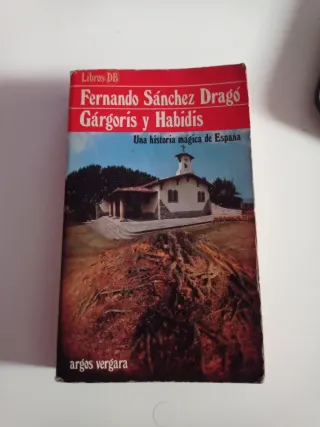 Libros DB
Fernando Sánchez Dragó
Gárgoris y Habidis
Una historia mágica de España
argos vergara